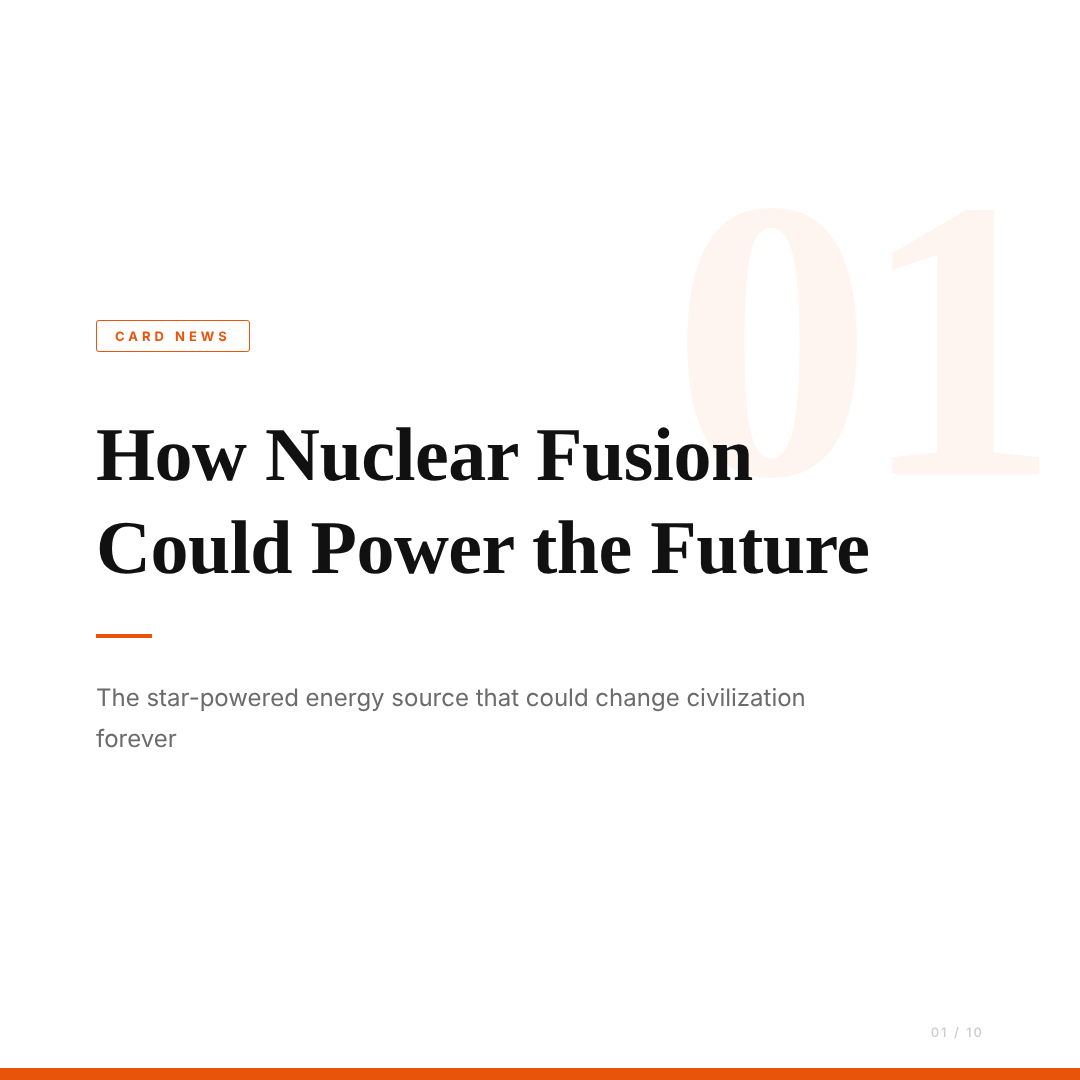 01
CARD NEWS
How Nuclear Fusion
Could Power the Future
The star-powered energy source that could change civilization
forever
01 / 10